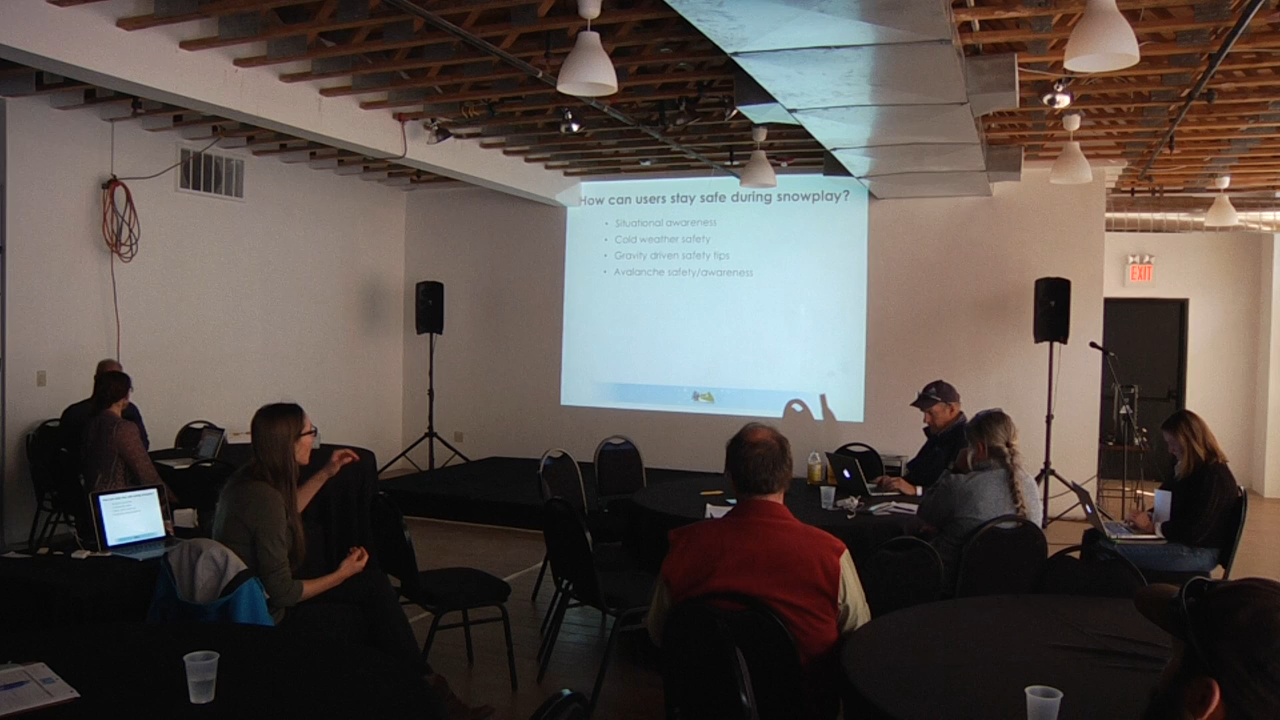 How can users stay safe during snowplay?
• Situational awareness
• Cold weather safety
• Gravity driven safety tips
• Avalanche safety/awareness
EXIT